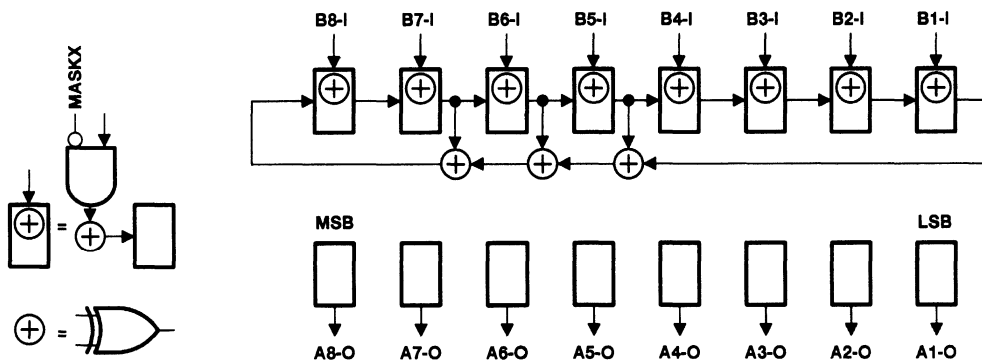 B8-I B7-I B6-I B5-I B4-I B3-I B2-I B1-I
MASKX
=
MSB LSB
=
A8-O A7-O A6-O A5-O A4-O A3-O A2-O A1-O